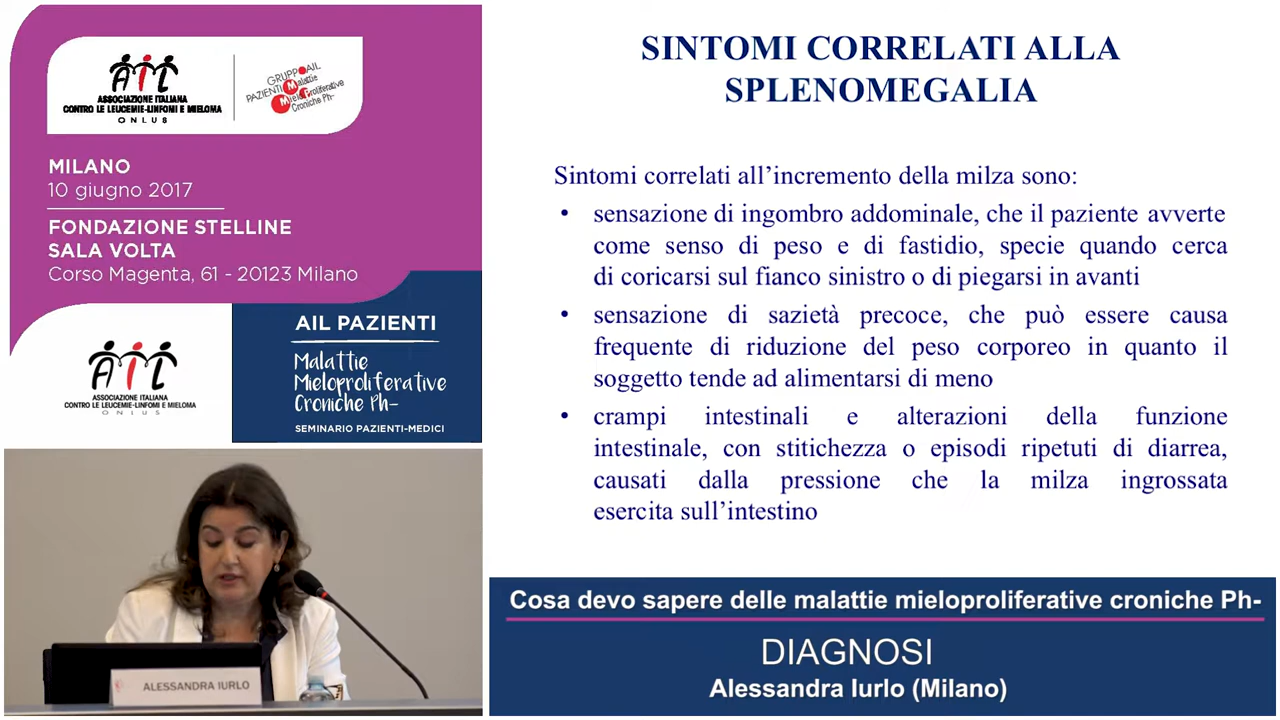 AIL
ASSOCIAZIONE ITALIANA
CONTRO LE LEUCEMIE-LINFOMI E MIELOMA
ONLUS
GRUPPO AIL
PAZIENTI Malattie
Mieloproliferative
Croniche Ph-
MILANO
10 giugno 2017
FONDAZIONE STELLINE
SALA VOLTA
Corso Magenta, 61 - 20123 Milano
AIL
ASSOCIAZIONE ITALIANA
CONTRO LE LEUCEMIE-LINFOMI E MIELOMA
ONLUS
AIL PAZIENTI
Malattie
Mieloproliferative
Croniche Ph-
SEMINARIO PAZIENTI-MEDICI
ALESSANDRA IURLO
SINTOMI CORRELATI ALLA
SPLENOMEGALIA
Sintomi correlati all’incremento della milza sono:
• sensazione di ingombro addominale, che il paziente avverte
come senso di peso e di fastidio, specie quando cerca
di coricarsi sul fianco sinistro o di piegarsi in avanti
• sensazione di sazietà precoce, che può essere causa
frequente di riduzione del peso corporeo in quanto il
soggetto tende ad alimentarsi di meno
• crampi intestinali e alterazioni della funzione
intestinale, con stitichezza o episodi ripetuti di diarrea,
causati dalla pressione che la milza ingrossata
esercita sull’intestino
Cosa devo sapere delle malattie mieloproliferative croniche Ph-
DIAGNOSI
Alessandra Iurlo (Milano)